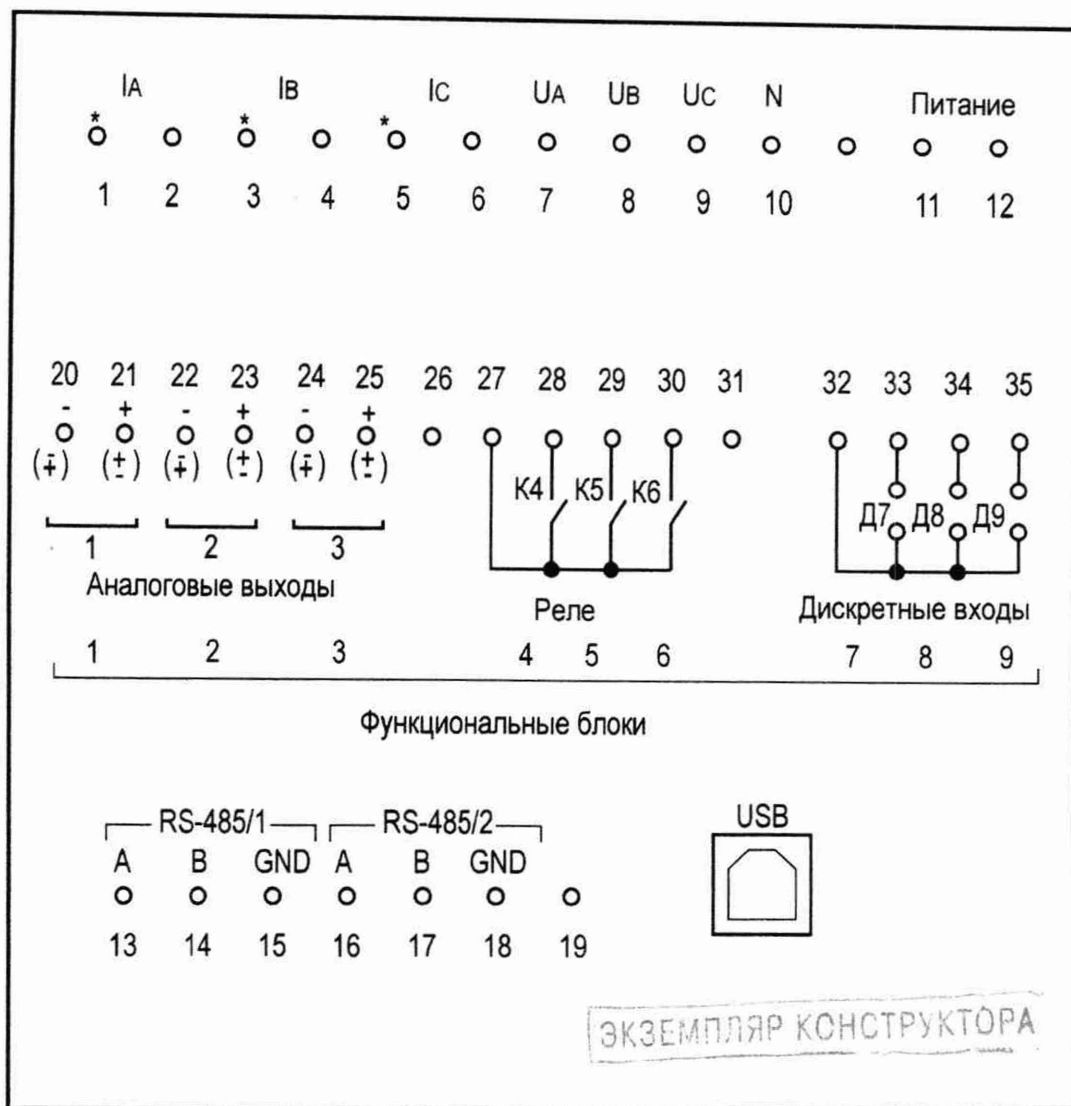 IA IB IC UA UB UC N Питание
* * *
1 2 3 4 5 6 7 8 9 10 11 12
20 21 22 23 24 25 26 27 28 29 30 31 32 33 34 35
- + - + - +
(-+) (+-) (-+) (+-) (-+) (+-)
К4 К5 К6
Д7 Д8 Д9
1 2 3
Аналоговые выходы
Реле
Дискретные входы
1 2 3 4 5 6 7 8 9
Функциональные блоки
RS-485/1 RS-485/2 USB
A B GND A B GND
13 14 15 16 17 18 19
ЭКЗЕМПЛЯР КОНСТРУКТОРА